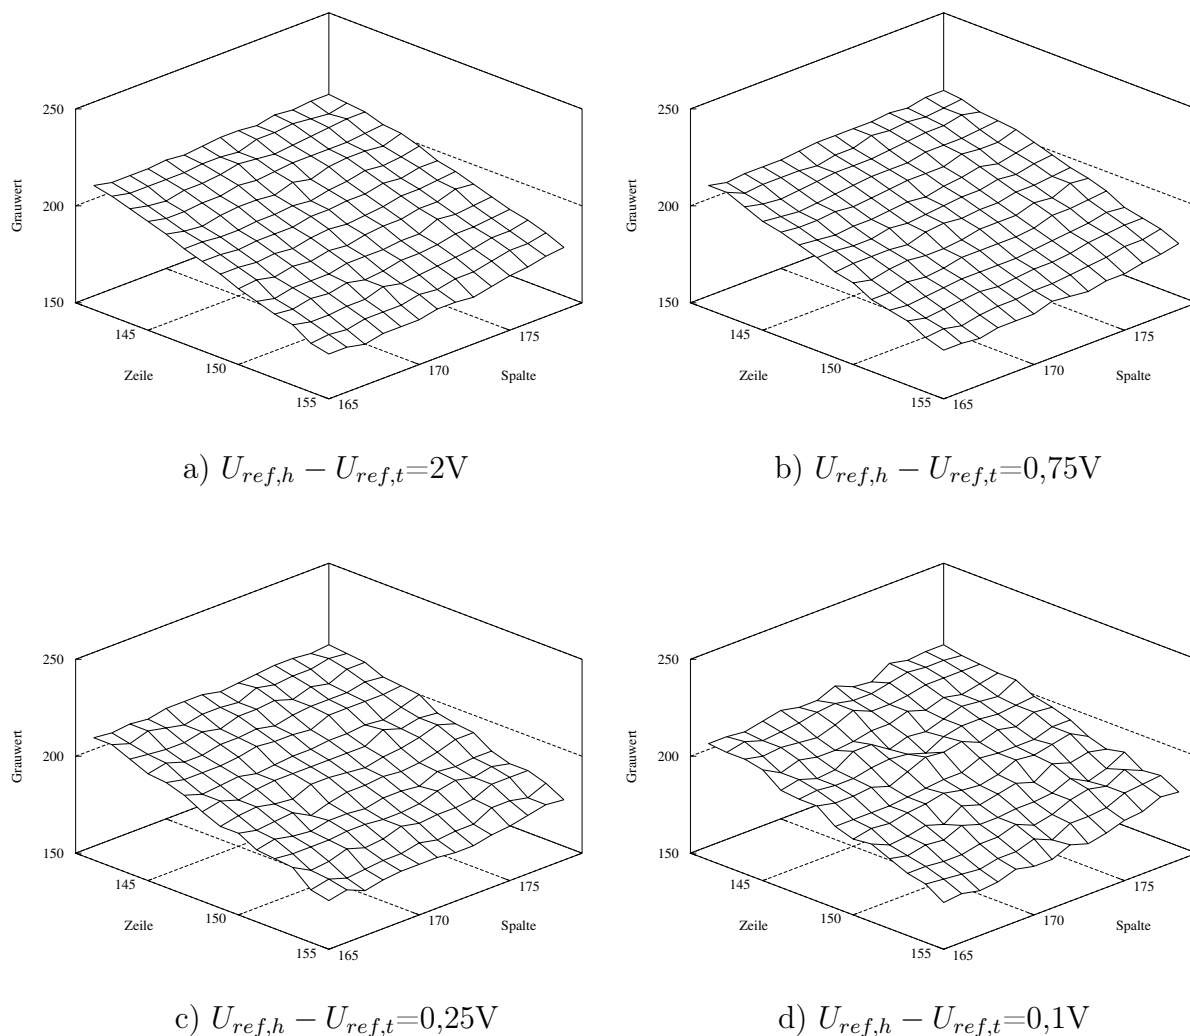 250
200
150
Grauwert
145
150
155
Zeile
165
170
175
Spalte
a) U_{ref,h} − U_{ref,t}=2V
250
200
150
Grauwert
145
150
155
Zeile
165
170
175
Spalte
b) U_{ref,h} − U_{ref,t}=0,75V
250
200
150
Grauwert
145
150
155
Zeile
165
170
175
Spalte
c) U_{ref,h} − U_{ref,t}=0,25V
250
200
150
Grauwert
145
150
155
Zeile
165
170
175
Spalte
d) U_{ref,h} − U_{ref,t}=0,1V